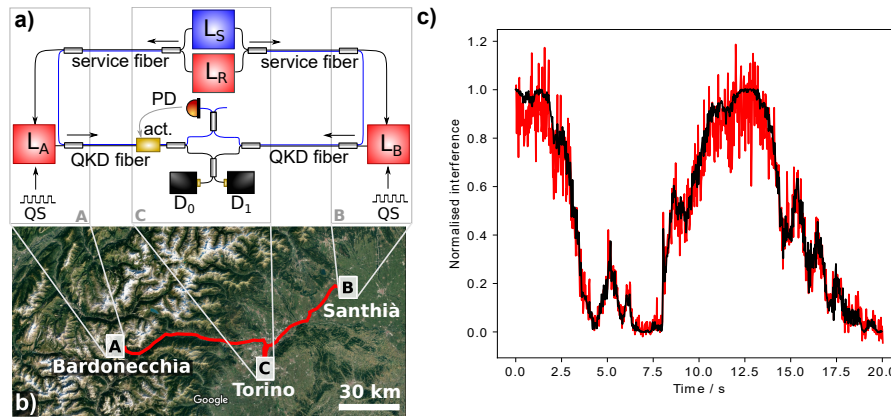 a)
L_S
service fiber
service fiber
L_R
PD
act.
L_A
L_B
QKD fiber
QKD fiber
D_0
D_1
QS
QS
A
C
B
B
Santhià
A
Bardonecchia
C
Torino
Google
30 km
b)
c)
Normalised interference
1.2
1.0
0.8
0.6
0.4
0.2
0.0
0.0 2.5 5.0 7.5 10.0 12.5 15.0 17.5 20.0
Time / s